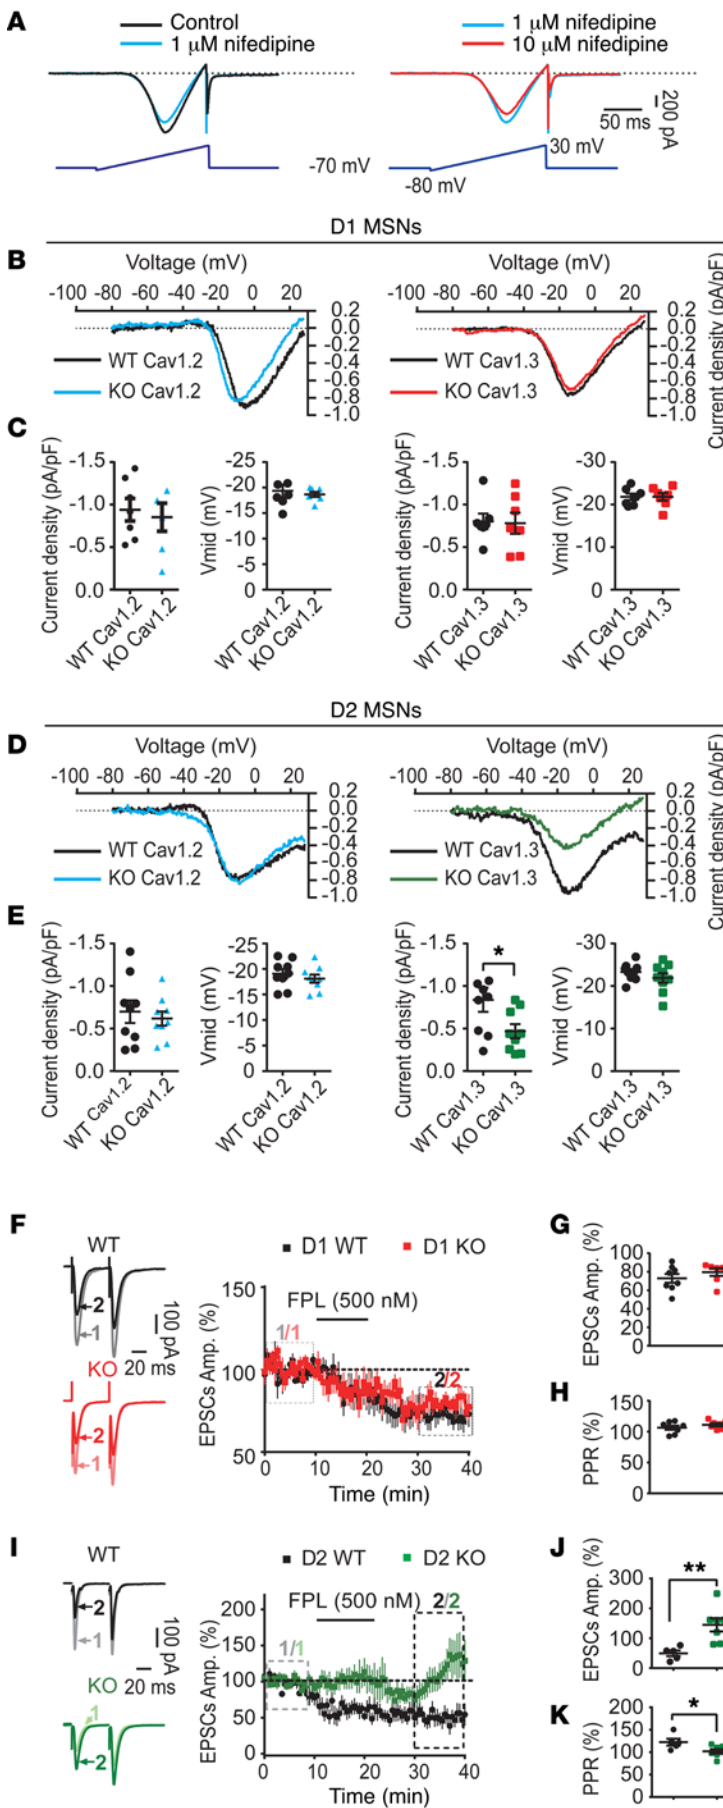 A
Control
1 µM nifedipine
1 µM nifedipine
10 µM nifedipine
50 ms
200 pA
-70 mV
30 mV
-80 mV
D1 MSNs
B
Voltage (mV)
-100 -80 -60 -40 -20 0 20
0.2
0.0
-0.2
-0.4
-0.6
-0.8
-1.0
WT Cav1.2
KO Cav1.2
Voltage (mV)
-100 -80 -60 -40 -20 0 20
0.2
0.0
-0.2
-0.4
-0.6
-0.8
-1.0
Current density (pA/pF)
WT Cav1.3
KO Cav1.3
C
Current density (pA/pF)
-1.5
-1.0
-0.5
0.0
WT Cav1.2
KO Cav1.2
Vmid (mV)
-25
-20
-15
-10
-5
0
WT Cav1.2
KO Cav1.2
Current density (pA/pF)
-1.5
-1.0
-0.5
0.0
WT Cav1.3
KO Cav1.3
Vmid (mV)
-30
-20
-10
0
WT Cav1.3
KO Cav1.3
D2 MSNs
D
Voltage (mV)
-100 -80 -60 -40 -20 0 20
0.2
0.0
-0.2
-0.4
-0.6
-0.8
-1.0
WT Cav1.2
KO Cav1.2
Voltage (mV)
-100 -80 -60 -40 -20 0 20
0.2
0.0
-0.2
-0.4
-0.6
-0.8
-1.0
Current density (pA/pF)
WT Cav1.3
KO Cav1.3
E
Current density (pA/pF)
-1.5
-1.0
-0.5
0.0
WT Cav1.2
KO Cav1.2
Vmid (mV)
-25
-20
-15
-10
-5
0
WT Cav1.2
KO Cav1.2
Current density (pA/pF)
-1.5
-1.0
-0.5
0.0
*
WT Cav1.3
KO Cav1.3
Vmid (mV)
-30
-20
-10
0
WT Cav1.3
KO Cav1.3
F
WT
2
1
100 pA
20 ms
KO
2
1
D1 WT
D1 KO
EPSCs Amp. (%)
150
100
50
FPL (500 nM)
1/1
2/2
0 10 20 30 40
Time (min)
G
EPSCs Amp. (%)
100
80
60
40
20
0
H
PPR (%)
150
100
50
0
I
WT
2
1
100 pA
20 ms
KO
1
2
D2 WT
D2 KO
EPSCs Amp. (%)
200
150
100
50
0
FPL (500 nM)
1/1
2/2
0 10 20 30 40
Time (min)
J
EPSCs Amp. (%)
300
200
100
0
**
K
PPR (%)
200
150
100
50
0
*